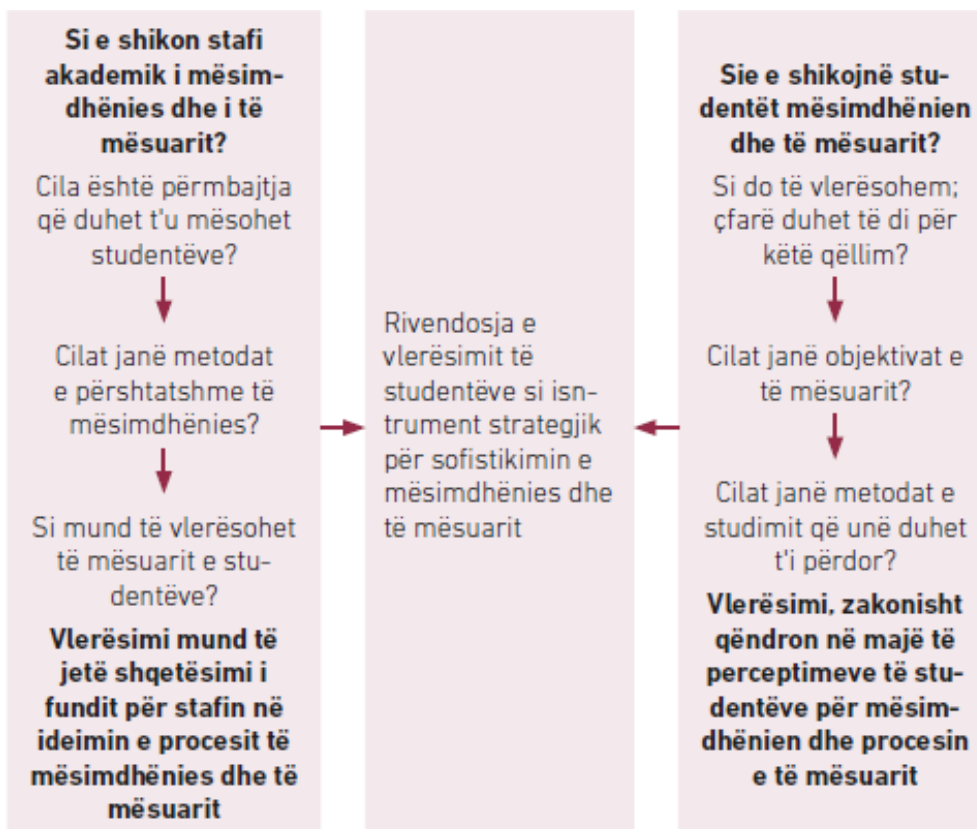 Si e shikon stafi
akademik i mësim-
dhënies dhe i të
mësuarit?
Cila është përmbajtja
që duhet t'u mësohet
studentëve?
Cilat janë metodat
e përshtatshme të
mësimdhënies?
Si mund të vlerësohet
të mësuarit e stu-
dentëve?
Vlerësimi mund të
jetë shqetësimi i
fundit për stafin në
ideimin e procesit të
mësimdhënies dhe të
mësuarit
Rivendosja e
vlerësimit të
studentëve si isn-
trument strategjik
për sofistikimin e
mësimdhënies dhe
të mësuarit
Sie e shikojnë stu-
dentët mësimdhënien
dhe të mësuarit?
Si do të vlerësohem;
çfarë duhet të di për
këtë qëllim?
Cilat janë objektivat e
të mësuarit?
Cilat janë metodat e
studimit që unë duhet
t'i përdor?
Vlerësimi, zakonisht
qëndron në majë të
perceptimeve të stu-
dentëve për mësim-
dhënien dhe procesin
e të mësuarit